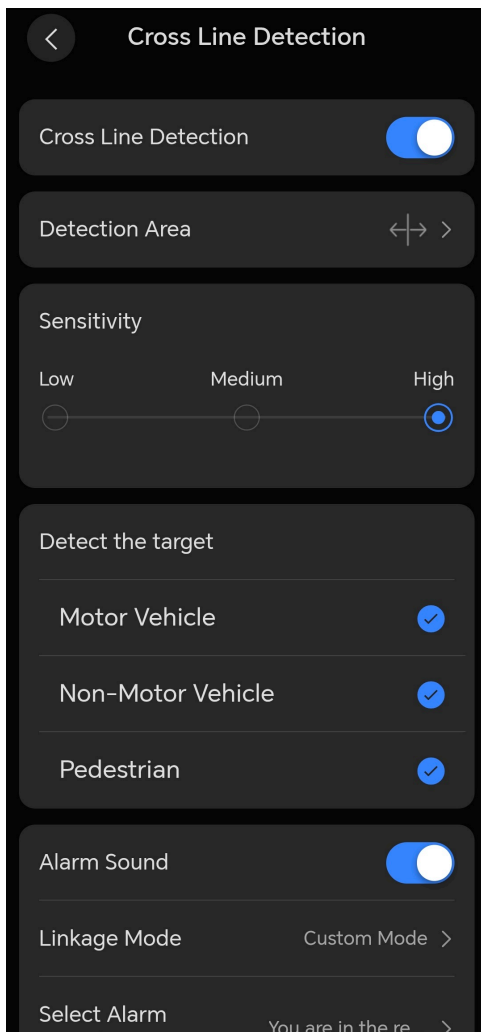 Cross Line Detection
Cross Line Detection
Detection Area
Sensitivity
Low Medium High
Detect the target
Motor Vehicle
Non-Motor Vehicle
Pedestrian
Alarm Sound
Linkage Mode Custom Mode
Select Alarm You are in the re...